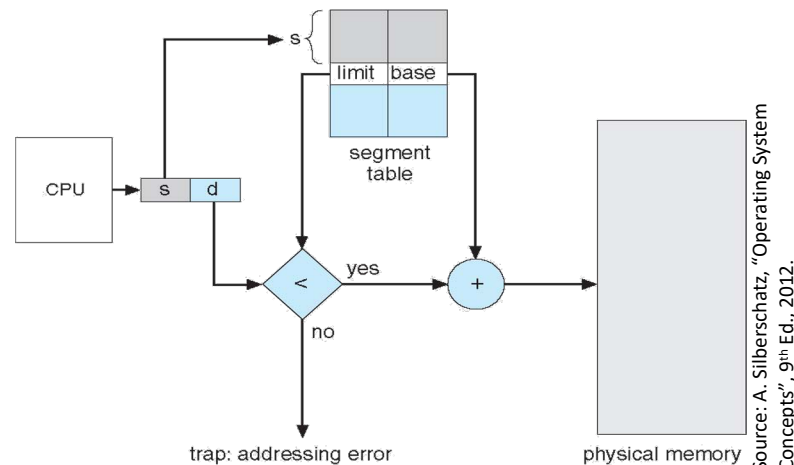 s
limit base
segment
table
CPU
s d
<
yes
+
no
trap: addressing error
physical memory
Source: A. Silberschatz, “Operating System
Concepts”, 9th Ed., 2012.